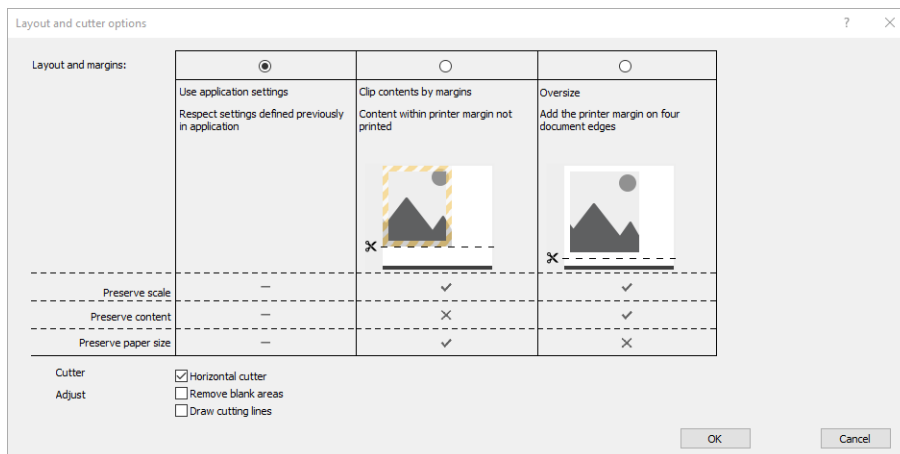 Layout and cutter options
Layout and margins:
Use application settings
Respect settings defined previously
in application
Clip contents by margins
Content within printer margin not
printed
Oversize
Add the printer margin on four
document edges
Preserve scale
Preserve content
Preserve paper size
Cutter
Horizontal cutter
Adjust
Remove blank areas
Draw cutting lines
OK
Cancel